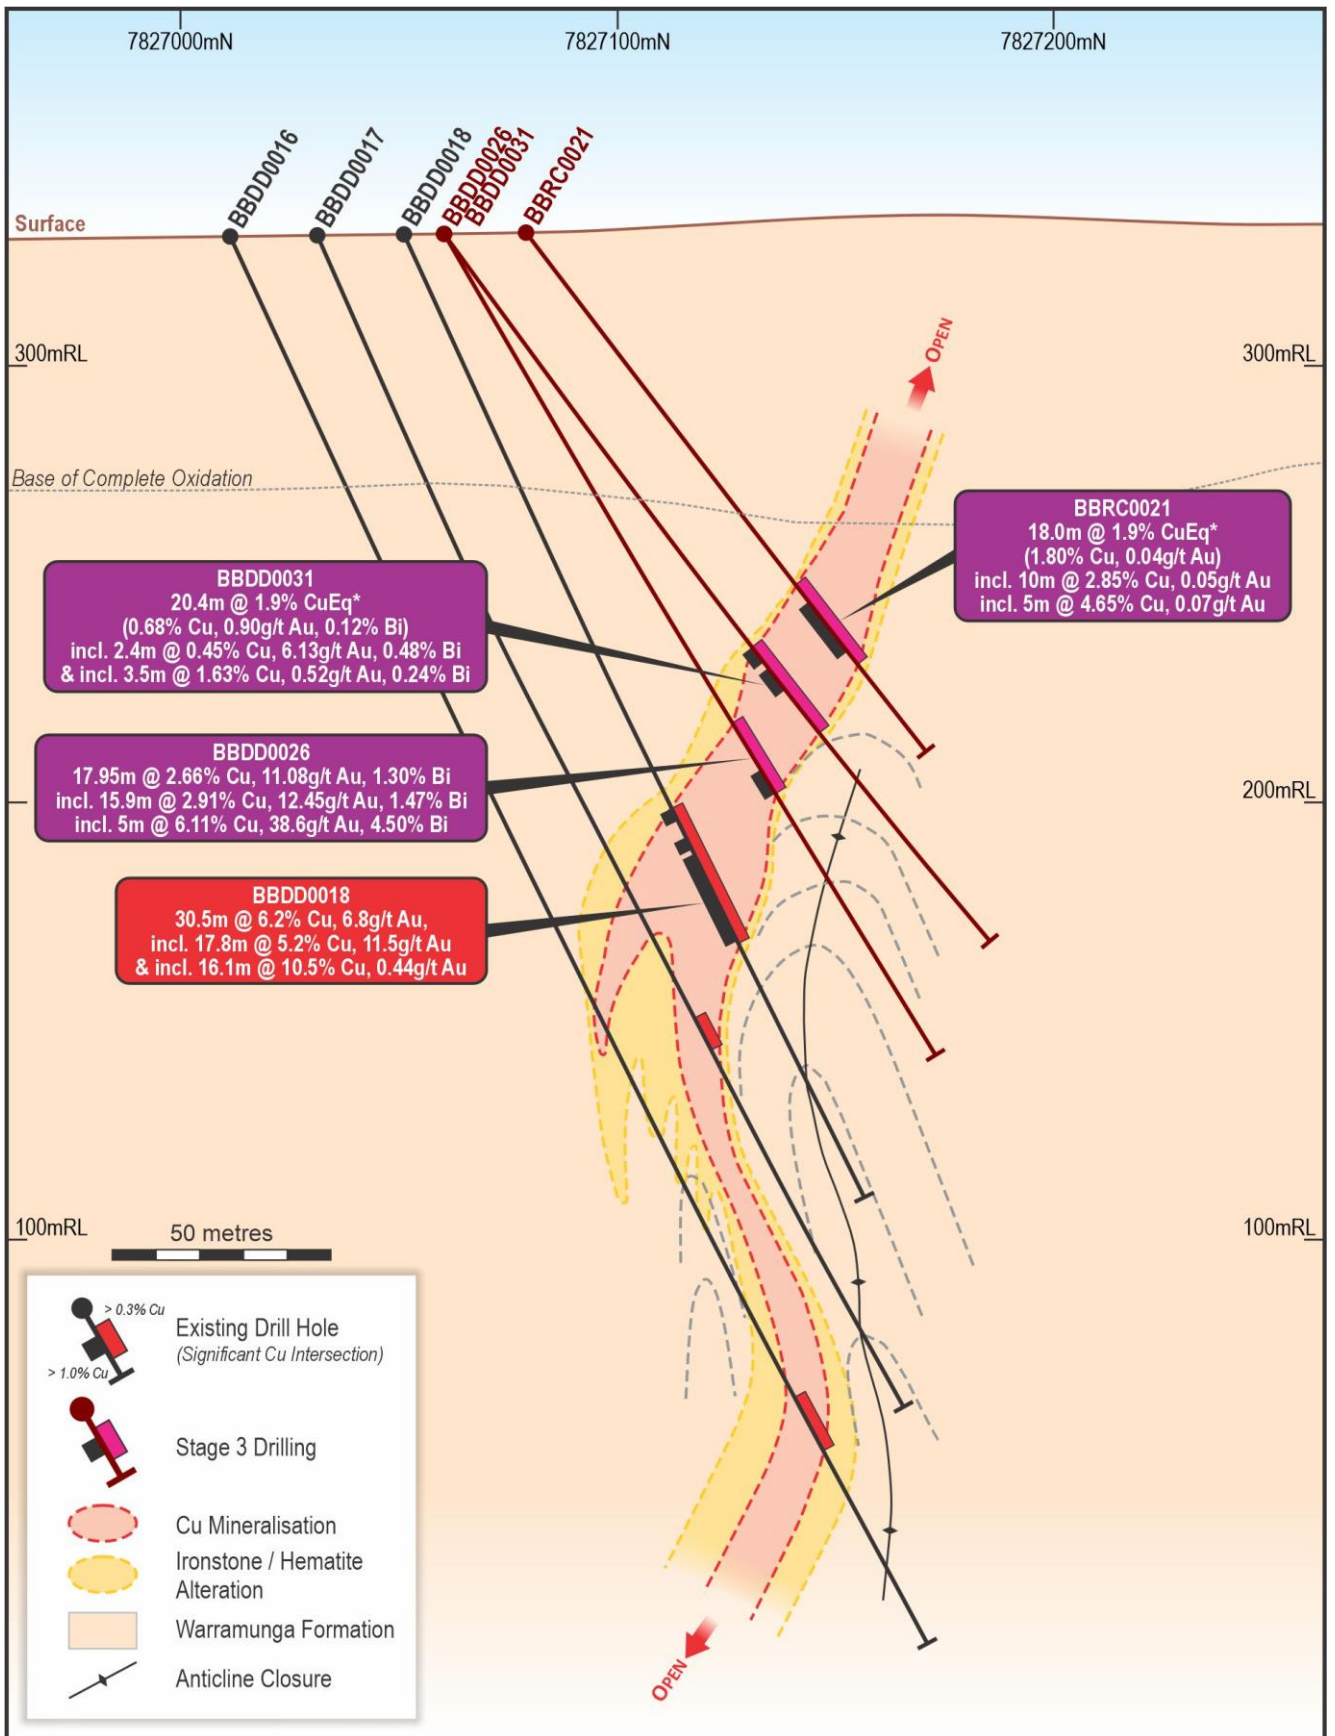 7827000mN
7827100mN
7827200mN
BBDD0016
BBDD0017
BBDD0018
BBDD0026
BBDD0031
BBRC0021
Surface
300mRL
300mRL
OPEN
Base of Complete Oxidation
BBRC0021
18.0m @ 1.9% CuEq*
(1.80% Cu, 0.04g/t Au)
incl. 10m @ 2.85% Cu, 0.05g/t Au
incl. 5m @ 4.65% Cu, 0.07g/t Au
BBDD0031
20.4m @ 1.9% CuEq*
(0.68% Cu, 0.90g/t Au, 0.12% Bi)
incl. 2.4m @ 0.45% Cu, 6.13g/t Au, 0.48% Bi
& incl. 3.5m @ 1.63% Cu, 0.52g/t Au, 0.24% Bi
BBDD0026
17.95m @ 2.66% Cu, 11.08g/t Au, 1.30% Bi
incl. 15.9m @ 2.91% Cu, 12.45g/t Au, 1.47% Bi
incl. 5m @ 6.11% Cu, 38.6g/t Au, 4.50% Bi
200mRL
BBDD0018
30.5m @ 6.2% Cu, 6.8g/t Au,
incl. 17.8m @ 5.2% Cu, 11.5g/t Au
& incl. 16.1m @ 10.5% Cu, 0.44g/t Au
100mRL
100mRL
50 metres
> 0.3% Cu
Existing Drill Hole
(Significant Cu Intersection)
> 1.0% Cu
Stage 3 Drilling
Cu Mineralisation
Ironstone / Hematite
Alteration
Warramunga Formation
Anticline Closure
OPEN